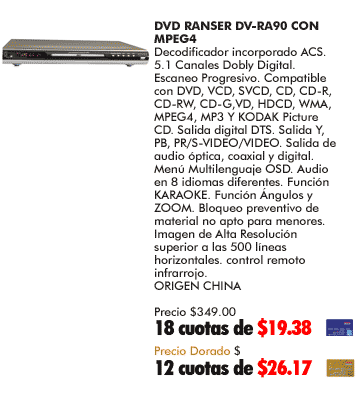 DVD RANSER DV-RA90 CON
MPEG4
Decodificador incorporado ACS.
5.1 Canales Dobly Digital.
Escaneo Progresivo. Compatible
con DVD, VCD, SVCD, CD, CD-R,
CD-RW, CD-G,VD, HDCD, WMA,
MPEG4, MP3 Y KODAK Picture
CD. Salida digital DTS. Salida Y,
PB, PR/S-VIDEO/VIDEO. Salida de
audio óptica, coaxial y digital.
Menú Multilenguaje OSD. Audio
en 8 idiomas diferentes. Función
KARAOKE. Función Ángulos y
ZOOM. Bloqueo preventivo de
material no apto para menores.
Imagen de Alta Resolución
superior a las 500 líneas
horizontales. control remoto
infrarrojo.
ORIGEN CHINA
Precio $349.00
18 cuotas de $19.38
Precio Dorado $
12 cuotas de $26.17